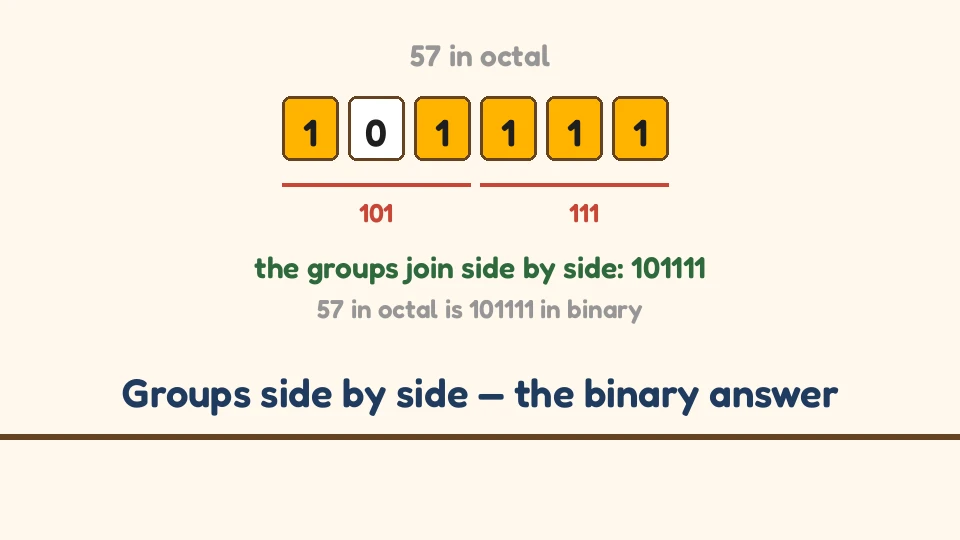 57 in octal
1 0 1 1 1 1
101 111
the groups join side by side: 101111
57 in octal is 101111 in binary
Groups side by side — the binary answer